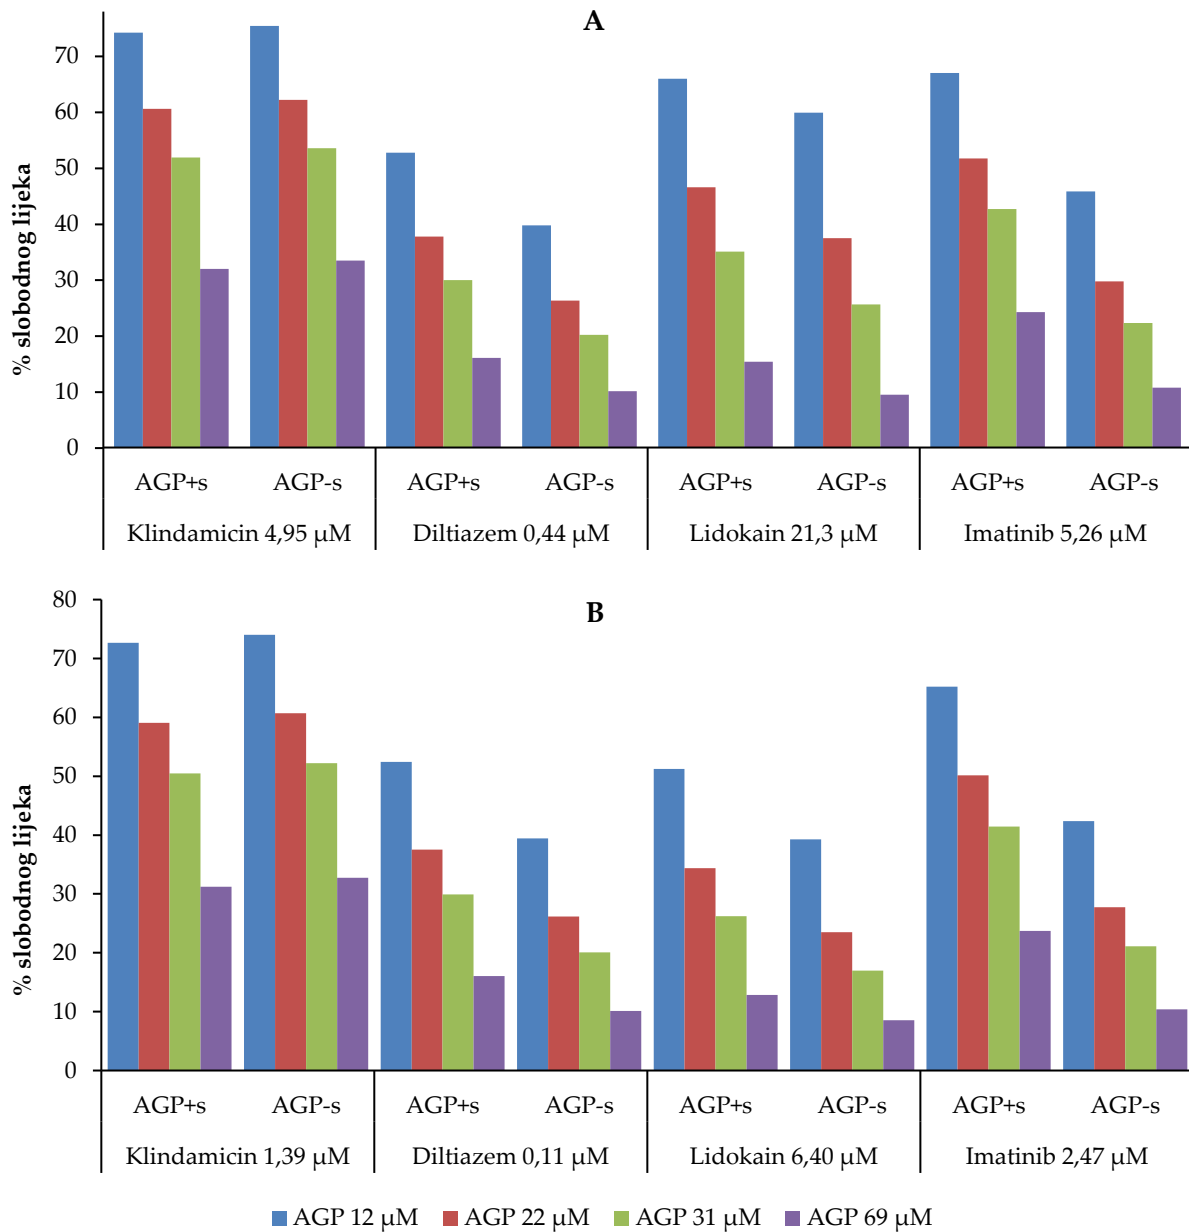 A
% slobodnog lijeka
70
60
50
40
30
20
10
0
AGP+s AGP-s AGP+s AGP-s AGP+s AGP-s AGP+s AGP-s
Klindamicin 4,95 μM Diltiazem 0,44 μM Lidokain 21,3 μM Imatinib 5,26 μM
B
% slobodnog lijeka
80
70
60
50
40
30
20
10
0
AGP+s AGP-s AGP+s AGP-s AGP+s AGP-s AGP+s AGP-s
Klindamicin 1,39 μM Diltiazem 0,11 μM Lidokain 6,40 μM Imatinib 2,47 μM
AGP 12 μM AGP 22 μM AGP 31 μM AGP 69 μM